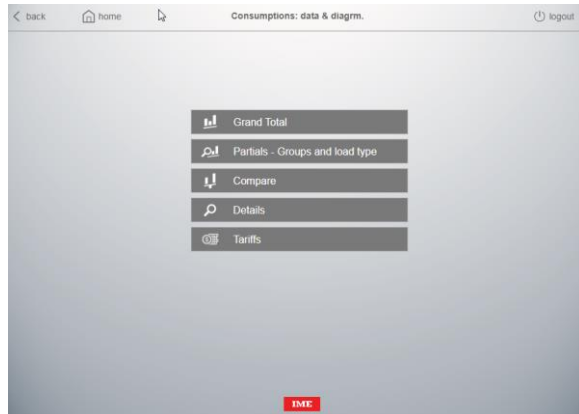 back home Consumptions: data & diagrm. logout
Grand Total
Partials - Groups and load type
Compare
Details
Tariffs
IME